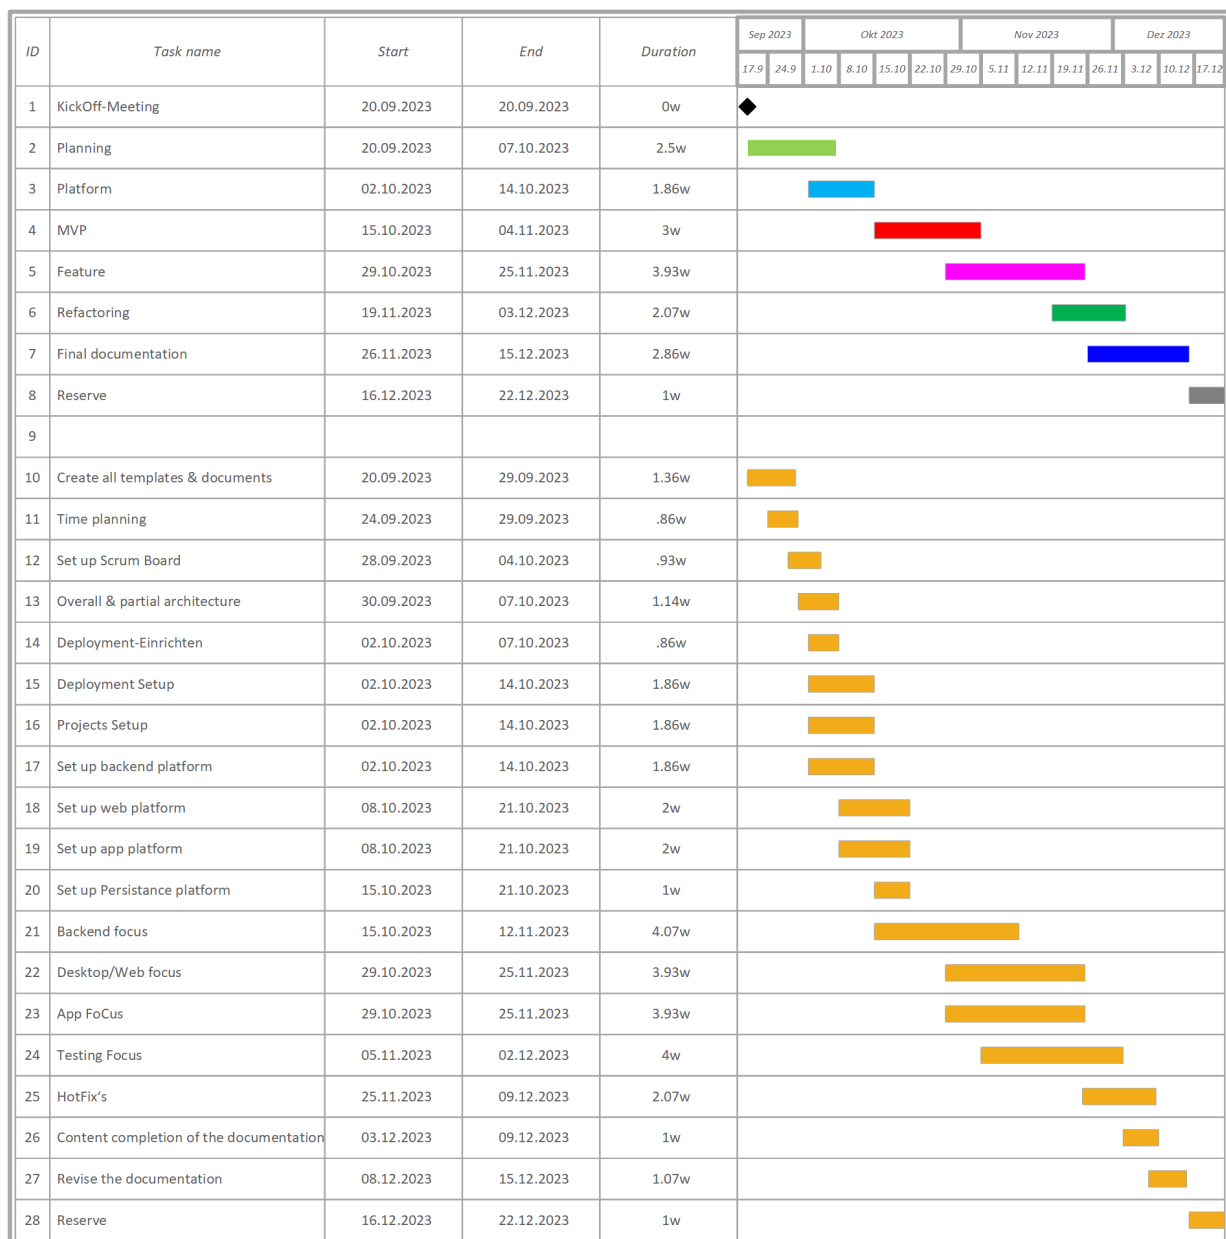 ID Task name Start End Duration Sep 2023 Okt 2023 Nov 2023 Dez 2023
17.9 24.9 1.10 8.10 15.10 22.10 29.10 5.11 12.11 19.11 26.11 3.12 10.12 17.12
1 KickOff-Meeting 20.09.2023 20.09.2023 0w
2 Planning 20.09.2023 07.10.2023 2.5w
3 Platform 02.10.2023 14.10.2023 1.86w
4 MVP 15.10.2023 04.11.2023 3w
5 Feature 29.10.2023 25.11.2023 3.93w
6 Refactoring 19.11.2023 03.12.2023 2.07w
7 Final documentation 26.11.2023 15.12.2023 2.86w
8 Reserve 16.12.2023 22.12.2023 1w
9
10 Create all templates & documents 20.09.2023 29.09.2023 1.36w
11 Time planning 24.09.2023 29.09.2023 .86w
12 Set up Scrum Board 28.09.2023 04.10.2023 .93w
13 Overall & partial architecture 30.09.2023 07.10.2023 1.14w
14 Deployment-Einrichten 02.10.2023 07.10.2023 .86w
15 Deployment Setup 02.10.2023 14.10.2023 1.86w
16 Projects Setup 02.10.2023 14.10.2023 1.86w
17 Set up backend platform 02.10.2023 14.10.2023 1.86w
18 Set up web platform 08.10.2023 21.10.2023 2w
19 Set up app platform 08.10.2023 21.10.2023 2w
20 Set up Persistance platform 15.10.2023 21.10.2023 1w
21 Backend focus 15.10.2023 12.11.2023 4.07w
22 Desktop/Web focus 29.10.2023 25.11.2023 3.93w
23 App FoCus 29.10.2023 25.11.2023 3.93w
24 Testing Focus 05.11.2023 02.12.2023 4w
25 HotFix‘s 25.11.2023 09.12.2023 2.07w
26 Content completion of the documentation 03.12.2023 09.12.2023 1w
27 Revise the documentation 08.12.2023 15.12.2023 1.07w
28 Reserve 16.12.2023 22.12.2023 1w